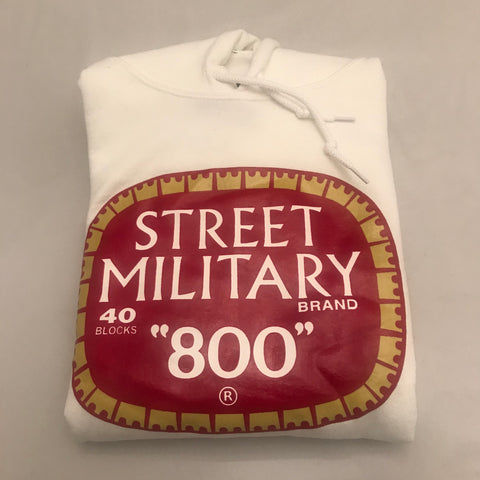 STREET
MILITARY
BRAND
40
BLOCKS
“800”
®